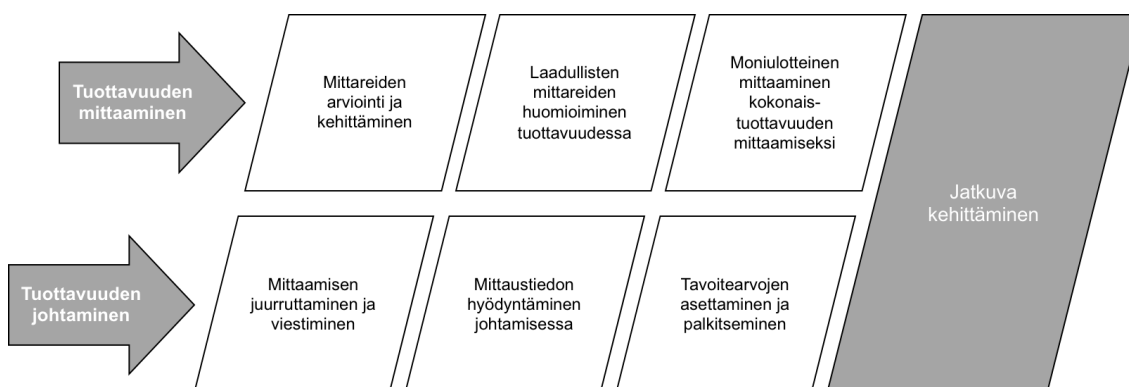 Tuottavuuden
mittaaminen
Mittareiden
arviointi ja
kehittäminen
Laadullisten
mittareiden
huomioiminen
tuottavuudessa
Moniulotteinen
mittaaminen
kokonais-
tuottavuuden
mittaamiseksi
Jatkuva
kehittäminen
Tuottavuuden
johtaminen
Mittaamisen
juurruttaminen ja
viestiminen
Mittaustiedon
hyödyntäminen
johtamisessa
Tavoitearvojen
asettaminen ja
palkitseminen